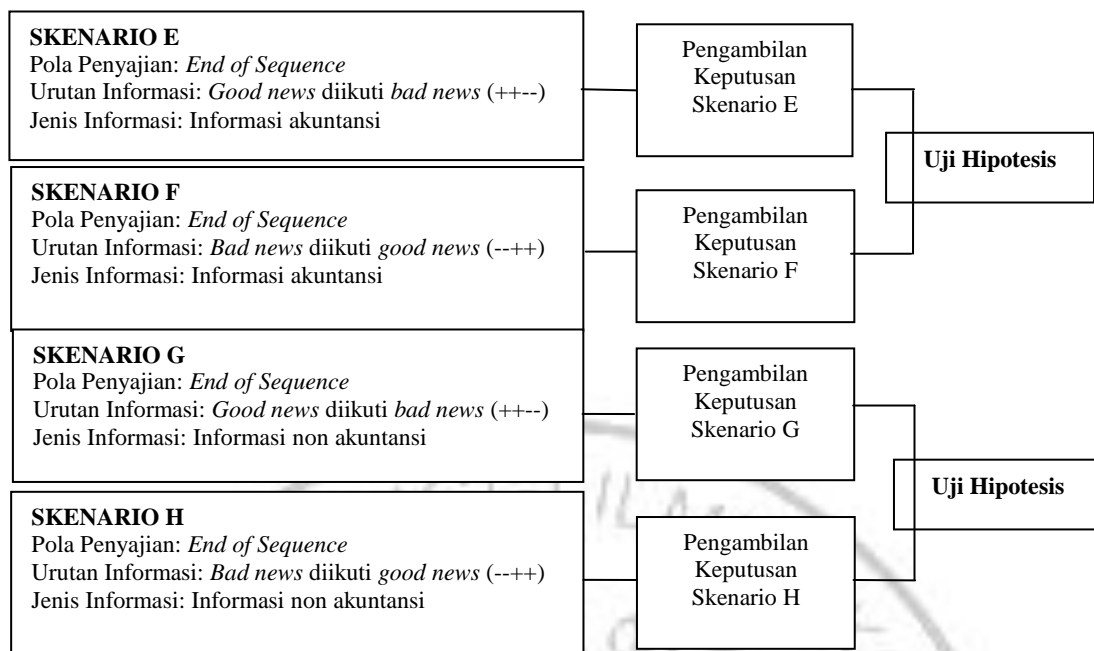 SKENARIO E
Pola Penyajian: End of Sequence
Urutan Informasi: Good news diikuti bad news (++--)
Jenis Informasi: Informasi akuntansi
Pengambilan
Keputusan
Skenario E
Uji Hipotesis
SKENARIO F
Pola Penyajian: End of Sequence
Urutan Informasi: Bad news diikuti good news (--++)
Jenis Informasi: Informasi akuntansi
Pengambilan
Keputusan
Skenario F
SKENARIO G
Pola Penyajian: End of Sequence
Urutan Informasi: Good news diikuti bad news (++--)
Jenis Informasi: Informasi non akuntansi
Pengambilan
Keputusan
Skenario G
Uji Hipotesis
SKENARIO H
Pola Penyajian: End of Sequence
Urutan Informasi: Bad news diikuti good news (--++)
Jenis Informasi: Informasi non akuntansi
Pengambilan
Keputusan
Skenario H